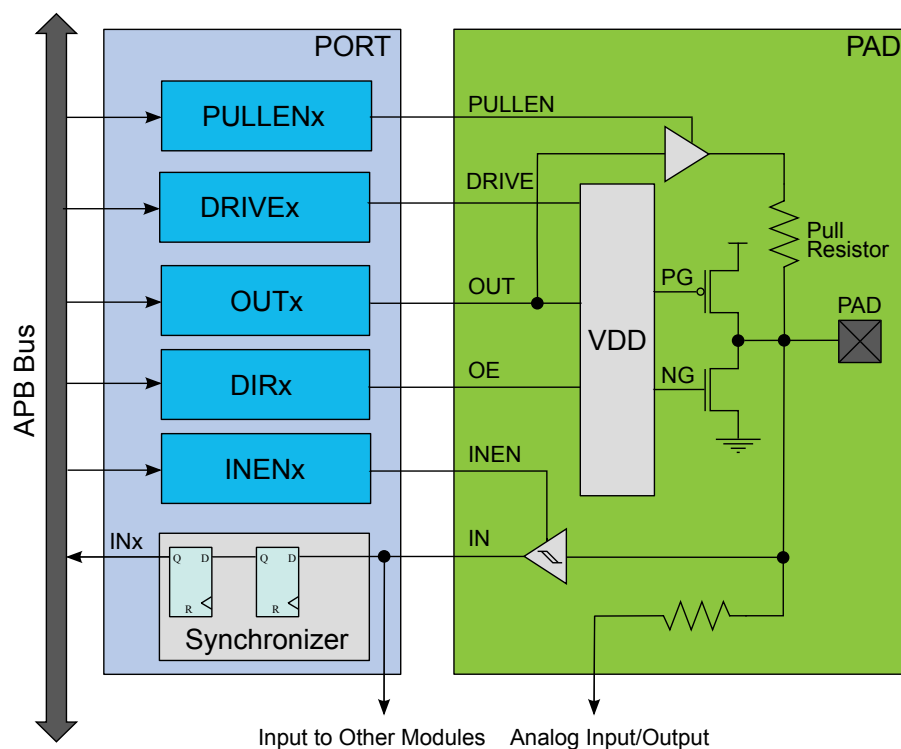 PORT
PAD
PULLENx
PULLEN
DRIVEx
DRIVE
Pull
Resistor
OUTx
OUT
PG
PAD
VDD
APB Bus
DIRx
OE
NG
INENx
INEN
INx
IN
Q D
R
Q D
R
Synchronizer
Input to Other Modules
Analog Input/Output